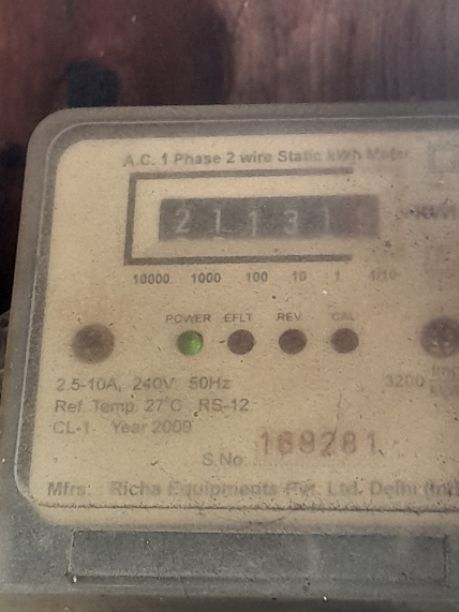 A.C. 1 Phase 2 wire Static kWh Meter
2 1 1 3 1
10000 1000 100 10 1 1/10
POWER EFLT REV CAL
2.5-10A, 240V 50Hz
3200
Ref. Temp. 27°C RS-12
CL-1 Year 2009
S.No 169281
Mfrs. Richa Equipments Pvt. Ltd. Delhi